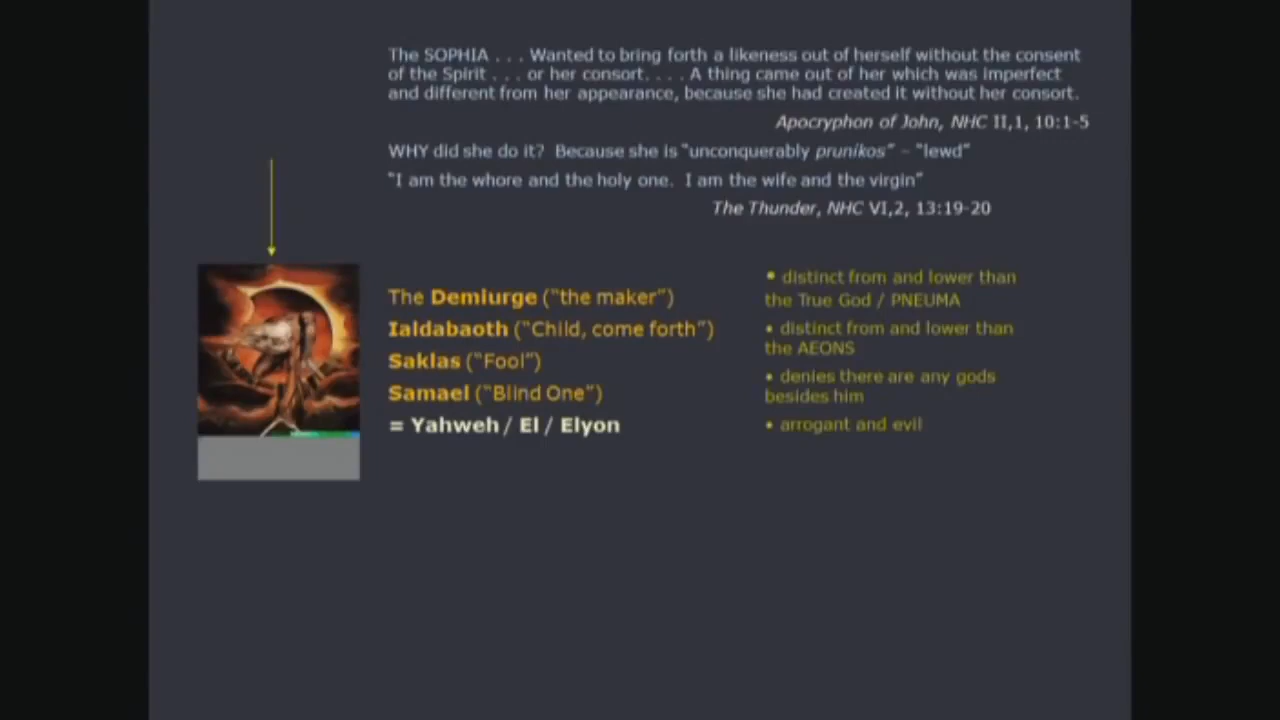 The SOPHIA . . . Wanted to bring forth a likeness out of herself without the consent
of the Spirit . . . or her consort. . . . A thing came out of her which was imperfect
and different from her appearance, because she had created it without her consort.
Apocryphon of John, NHC II,1, 10:1-5
WHY did she do it? Because she is "unconquerably prunikos" – "lewd"
"I am the whore and the holy one. I am the wife and the virgin"
The Thunder, NHC VI,2, 13:19-20
The Demiurge ("the maker")
Ialdabaoth ("Child, come forth")
Saklas ("Fool")
Samael ("Blind One")
= Yahweh / El / Elyon
• distinct from and lower than
the True God / PNEUMA
• distinct from and lower than
the AEONS
• denies there are any gods
besides him
• arrogant and evil